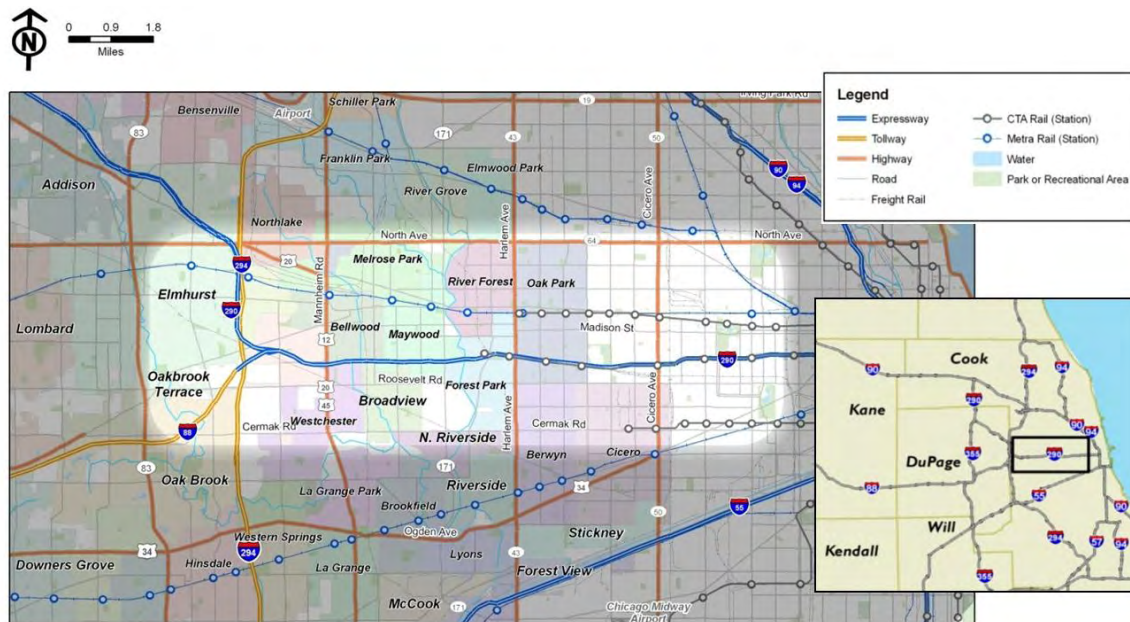 N
0 0.9 1.8
Miles
Legend
Expressway
Tollway
Highway
Road
Freight Rail
CTA Rail (Station)
Metra Rail (Station)
Water
Park or Recreational Area
Bensenville
Airport
Schiller Park
19
Irving Park Rd
83
171
43
50
Franklin Park
Elmwood Park
90
94
Addison
River Grove
Harlem Ave
Cicero Ave
Northlake
North Ave
64
North Ave
294
20
Melrose Park
Mannheim Rd
River Forest
Oak Park
Elmhurst
290
Lombard
Bellwood
Maywood
Madison St
12
290
Oakbrook
Terrace
20
Roosevelt Rd
Forest Park
Broadview
45
Westchester
Harlem Ave
Cicero Ave
88
Cermak Rd
N. Riverside
Cermak Rd
83
171
Berwyn
Cicero
Oak Brook
La Grange Park
Riverside
34
Brookfield
55
Ogden Ave
50
Western Springs
Stickney
34
294
Hinsdale
Lyons
43
Downers Grove
La Grange
Forest View
McCook
171
Chicago Midway
Airport
Cook
90
294
94
Kane
290
90
94
DuPage
355
290
88
55
90
Will
294
57
94
Kendall
355